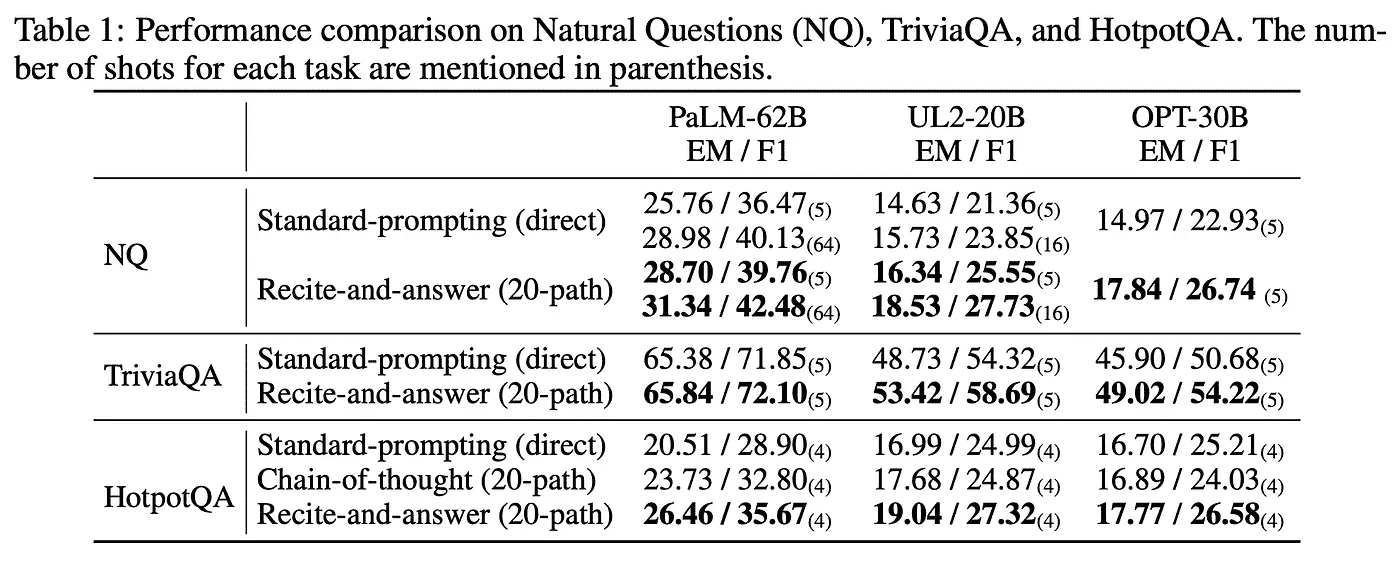 Table 1: Performance comparison on Natural Questions (NQ), TriviaQA, and HotpotQA. The num-
ber of shots for each task are mentioned in parenthesis.
PaLM-62B UL2-20B OPT-30B
EM / F1 EM / F1 EM / F1
NQ
Standard-prompting (direct)
25.76 / 36.47(5) 14.63 / 21.36(5)
28.98 / 40.13(64) 15.73 / 23.85(16)
14.97 / 22.93(5)
Recite-and-answer (20-path)
28.70 / 39.76(5) 16.34 / 25.55(5)
31.34 / 42.48(64) 18.53 / 27.73(16)
17.84 / 26.74 (5)
TriviaQA
Standard-prompting (direct) 65.38 / 71.85(5) 48.73 / 54.32(5) 45.90 / 50.68(5)
Recite-and-answer (20-path) 65.84 / 72.10(5) 53.42 / 58.69(5) 49.02 / 54.22(5)
HotpotQA
Standard-prompting (direct) 20.51 / 28.90(4) 16.99 / 24.99(4) 16.70 / 25.21(4)
Chain-of-thought (20-path) 23.73 / 32.80(4) 17.68 / 24.87(4) 16.89 / 24.03(4)
Recite-and-answer (20-path) 26.46 / 35.67(4) 19.04 / 27.32(4) 17.77 / 26.58(4)